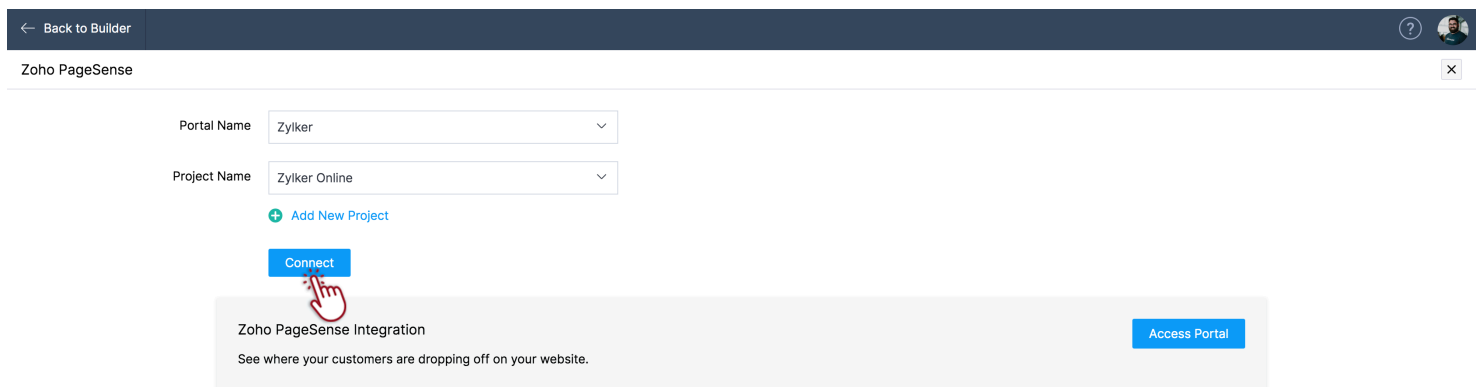 Back to Builder
?
Zoho PageSense
Portal Name
Zylker
Project Name
Zylker Online
Add New Project
Connect
Zoho PageSense Integration
Access Portal
See where your customers are dropping off on your website.